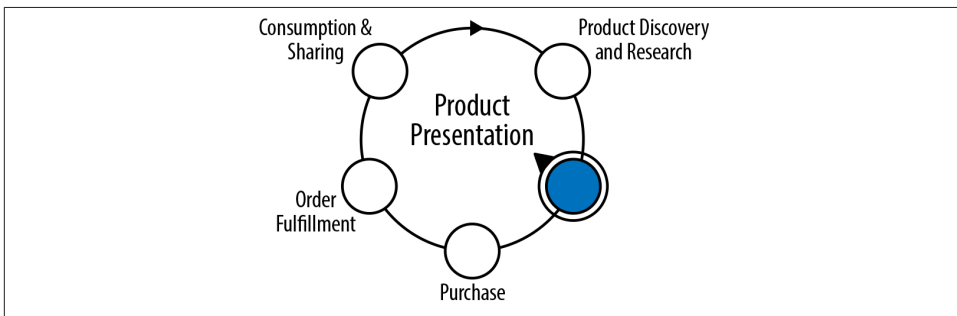 Consumption &
Sharing
Product Discovery
and Research
Product
Presentation
Order
Fulfillment
Purchase